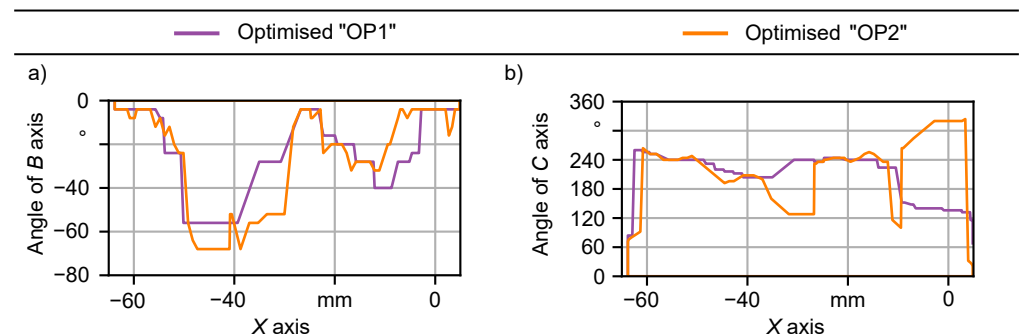 Optimised "OP1" Optimised "OP2"
a) b)
Angle of B axis
0
°
−40
−60
−80
−60 −40 mm 0
X axis
Angle of C axis
360
°
240
180
120
60
0
−60 −40 mm 0
X axis